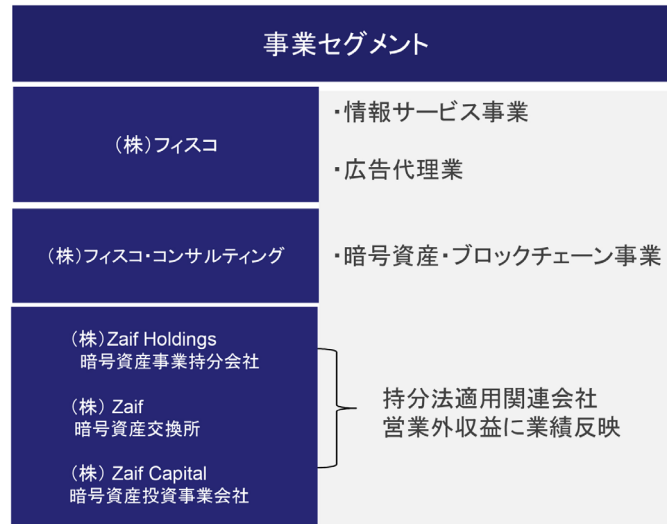 事業セグメント
（株）フィスコ
・情報サービス事業
・広告代理業
（株）フィスコ・コンサルティング
・暗号資産・ブロックチェーン事業
（株）Zaif Holdings
暗号資産事業持分会社
（株） Zaif
暗号資産交換所
（株） Zaif Capital
暗号資産投資事業会社
持分法適用関連会社
営業外収益に業績反映